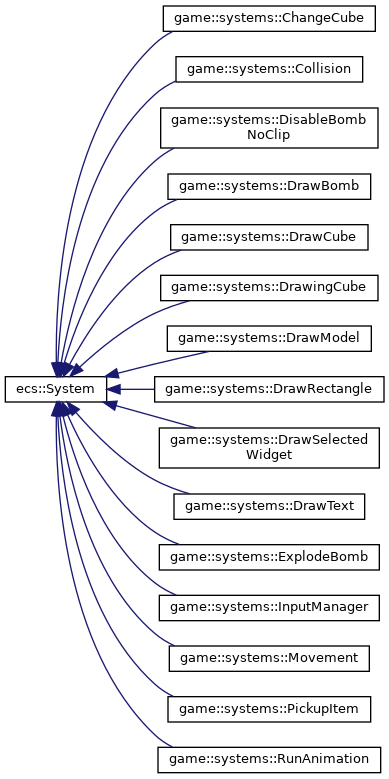 game::systems::ChangeCube
game::systems::Collision
game::systems::DisableBomb
NoClip
game::systems::DrawBomb
game::systems::DrawCube
game::systems::DrawingCube
game::systems::DrawModel
ecs::System
game::systems::DrawRectangle
game::systems::DrawSelected
Widget
game::systems::DrawText
game::systems::ExplodeBomb
game::systems::InputManager
game::systems::Movement
game::systems::PickupItem
game::systems::RunAnimation